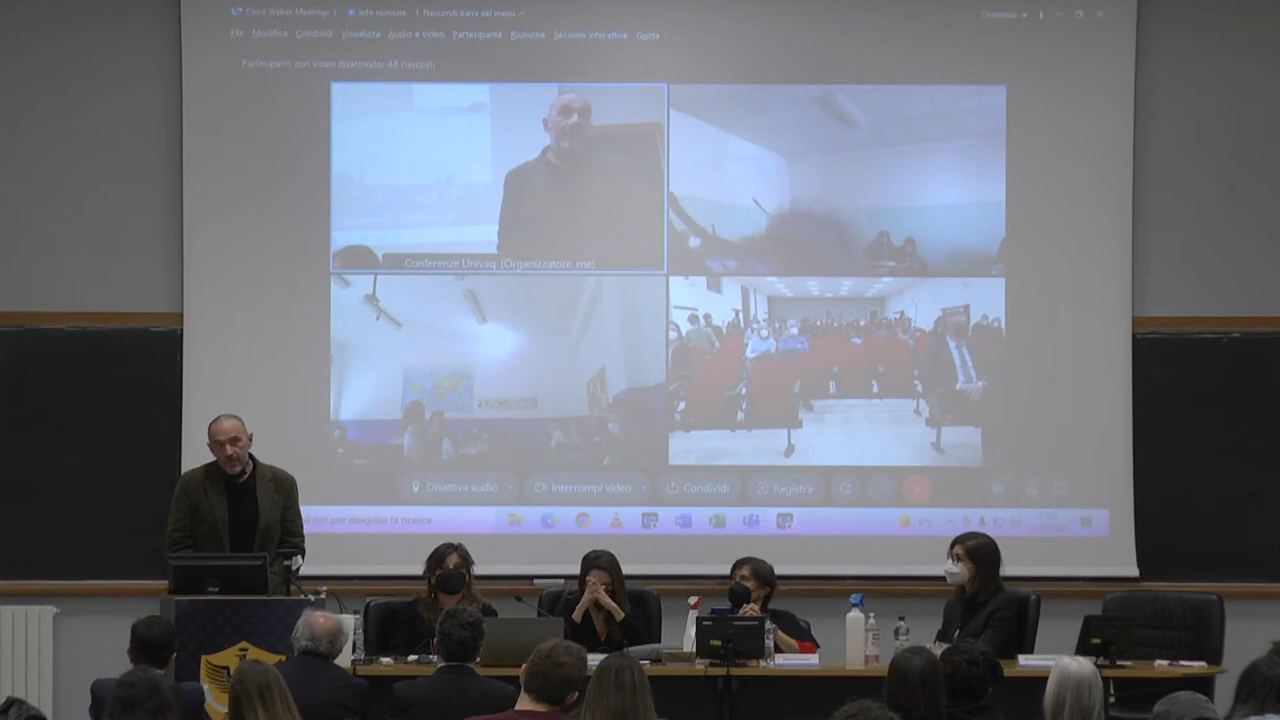 Cisco Webex Meetings
Info riunione
Nascondi barra del menu
Connesso
File Modifica Condividi Visualizza Audio e video Partecipante Riunione Sessioni interattive Guida
Partecipanti con video disattivato: 48 nascosti
Conferenze Univaq (Organizzatore, me)
Disattiva audio
Interrompi video
Condividi
Registra
qui per eseguire la ricerca